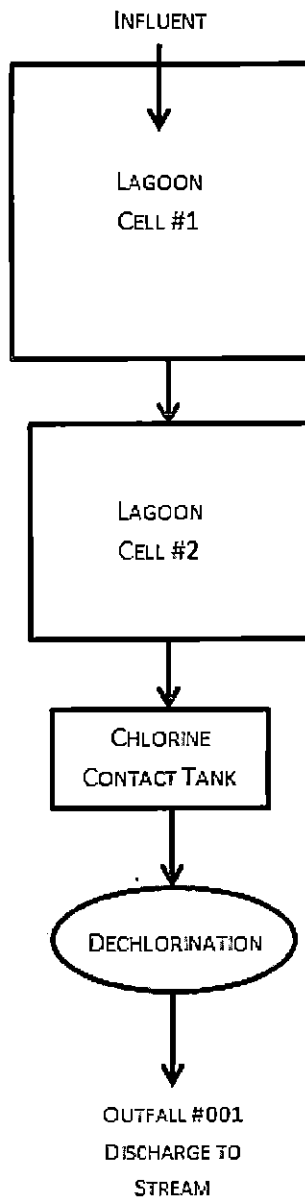 INFLUENT
LAGOON
CELL #1
LAGOON
CELL #2
CHLORINE
CONTACT TANK
DECHLORINATION
OUTFALL #001
DISCHARGE TO
STREAM